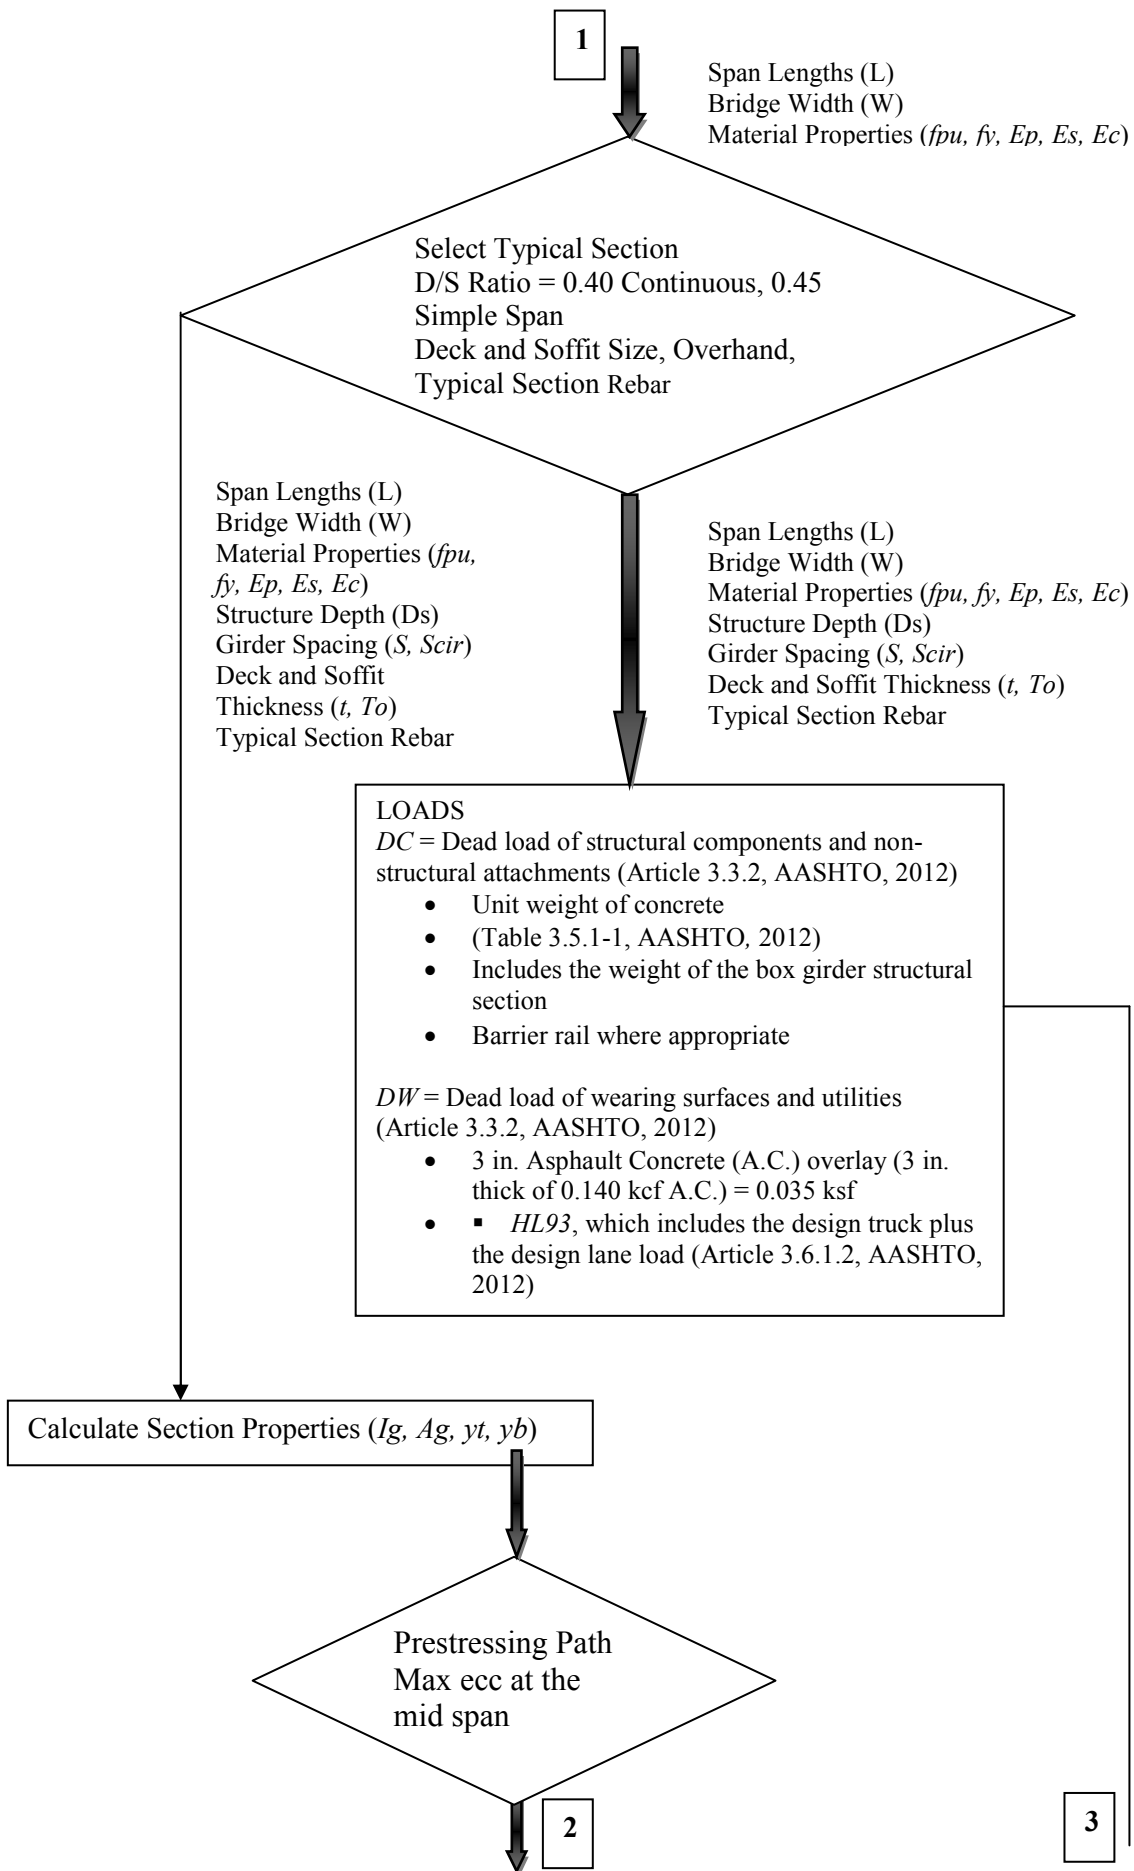 1
Span Lengths (L)
Bridge Width (W)
Material Properties (fpu, fy, Ep, Es, Ec)
Select Typical Section
D/S Ratio = 0.40 Continuous, 0.45
Simple Span
Deck and Soffit Size, Overhand,
Typical Section Rebar
Span Lengths (L)
Bridge Width (W)
Material Properties (fpu,
fy, Ep, Es, Ec)
Structure Depth (Ds)
Girder Spacing (S, Scir)
Deck and Soffit
Thickness (t, To)
Typical Section Rebar
Span Lengths (L)
Bridge Width (W)
Material Properties (fpu, fy, Ep, Es, Ec)
Structure Depth (Ds)
Girder Spacing (S, Scir)
Deck and Soffit Thickness (t, To)
Typical Section Rebar
LOADS
DC = Dead load of structural components and non-
structural attachments (Article 3.3.2, AASHTO, 2012)
• Unit weight of concrete
• (Table 3.5.1-1, AASHTO, 2012)
• Includes the weight of the box girder structural
section
• Barrier rail where appropriate
DW = Dead load of wearing surfaces and utilities
(Article 3.3.2, AASHTO, 2012)
• 3 in. Asphault Concrete (A.C.) overlay (3 in.
thick of 0.140 kcf A.C.) = 0.035 ksf
• ▪ HL93, which includes the design truck plus
the design lane load (Article 3.6.1.2, AASHTO,
2012)
Calculate Section Properties (Ig, Ag, yt, yb)
Prestressing Path
Max ecc at the
mid span
2
3